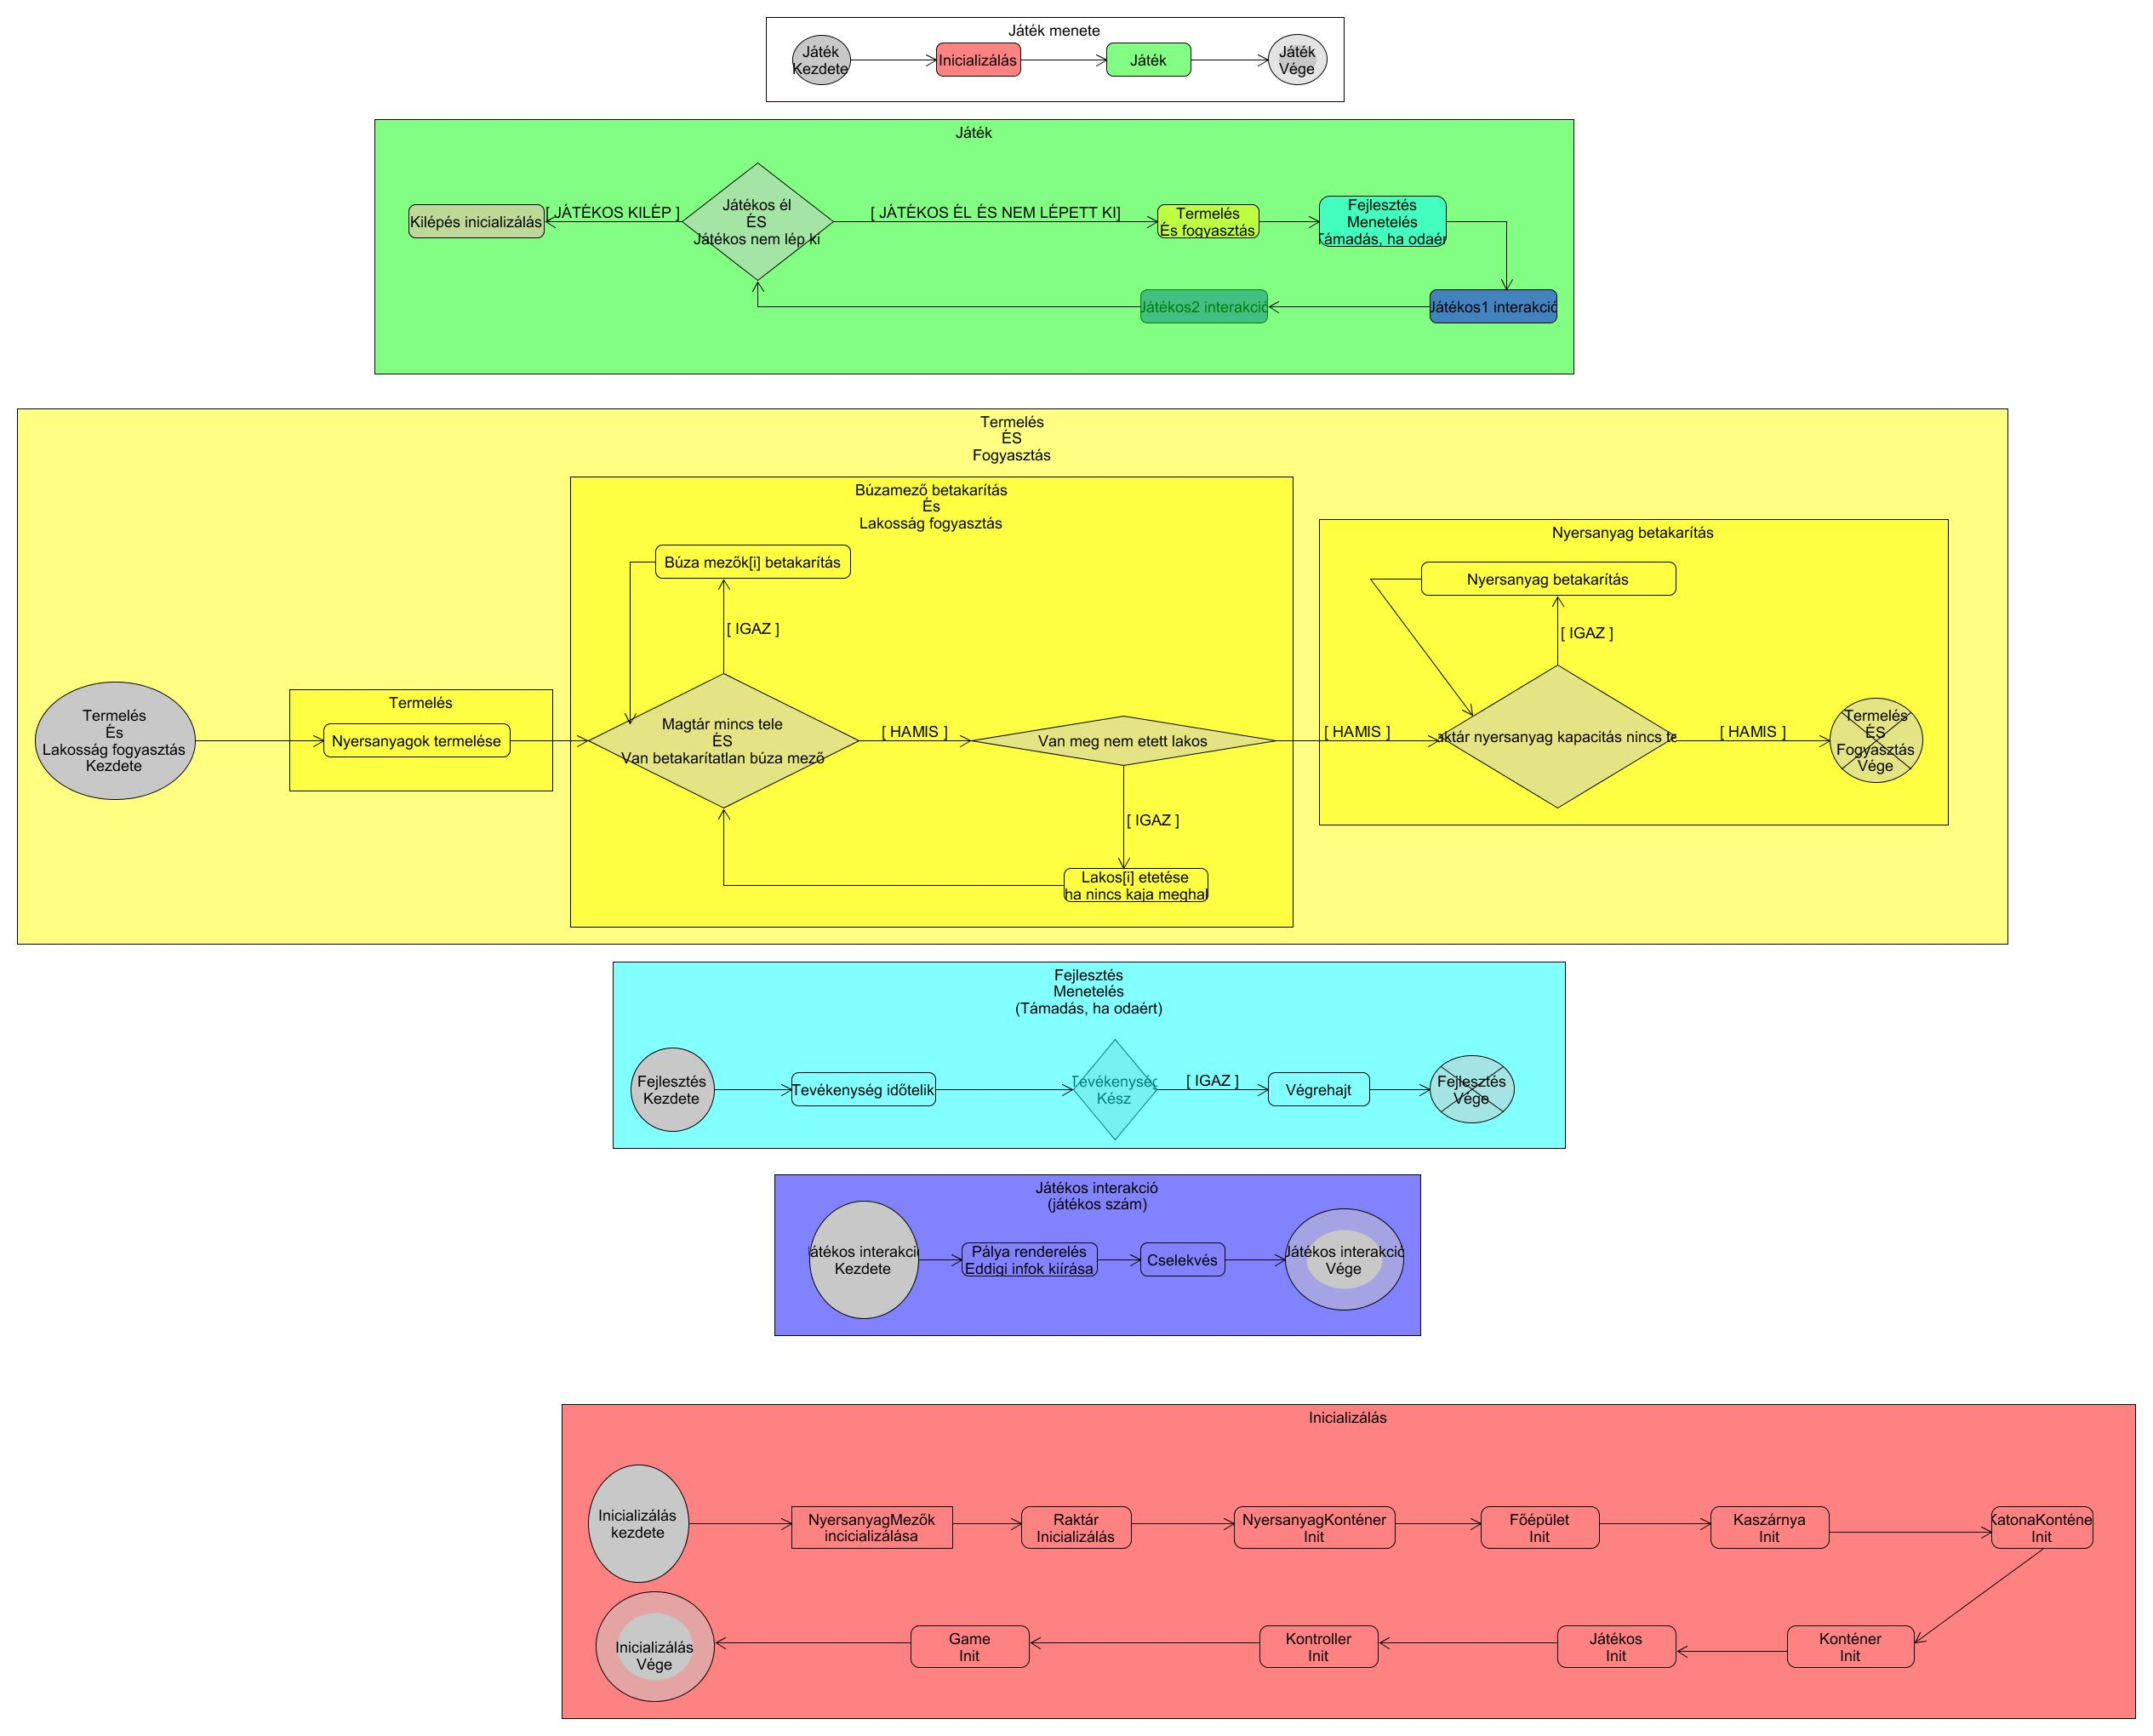 Játék menete
Játék
Kezdete
Inicializálás
Játék
Játék
Vége
Játék
Kilépés inicializálás
[ JÁTÉKOS KILÉP ]
Játékos él
ÉS
Játékos nem lép ki
[ JÁTÉKOS ÉL ÉS NEM LÉPETT KI]
Termelés
És fogyasztás
Fejlesztés
Menetelés
Támadás, ha odaér
Játékos2 interakció
Játékos1 interakció
Termelés
ÉS
Fogyasztás
Búzamező betakarítás
És
Lakosság fogyasztás
Nyersanyag betakarítás
Búza mezők[i] betakarítás
Nyersanyag betakarítás
[ IGAZ ]
[ IGAZ ]
Termelés
És
Lakosság fogyasztás
Kezdete
Termelés
Nyersanyagok termelése
Magtár mincs tele
ÉS
Van betakarítatlan búza mező
[ HAMIS ]
Van meg nem etett lakos
[ HAMIS ]
aktár nyersanyag kapacitás nincs te
[ HAMIS ]
Termelés
ÉS
Fogyasztás
Vége
[ IGAZ ]
Lakos[i] etetése
ha nincs kaja meghal
Fejlesztés
Menetelés
(Támadás, ha odaért)
Fejlesztés
Kezdete
Tevékenység időtelik
Tevékenység
Kész
[ IGAZ ]
Végrehajt
Fejlesztés
Vége
Játékos interakció
(játékos szám)
Játékos interakció
Kezdete
Pálya renderelés
Eddigi infok kiírása
Cselekvés
Játékos interakció
Vége
Inicializálás
Inicializálás
kezdete
NyersanyagMezők
incicializálása
Raktár
Inicializálás
NyersanyagKonténer
Init
Főépület
Init
Kaszárnya
Init
KatonaKonténe
Init
Inicializálás
Vége
Game
Init
Kontroller
Init
Játékos
Init
Konténer
Init